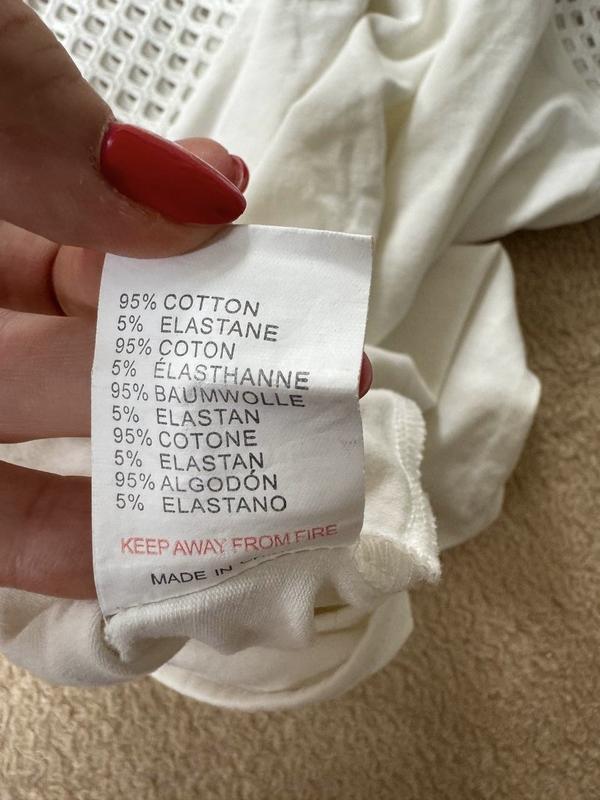 95% COTTON
5% ELASTANE
95% COTON
5% ÉLASTHANNE
95% BAUMWOLLE
5% ELASTAN
95% COTONE
5% ELASTAN
95% ALGODÓN
5% ELASTANO
KEEP AWAY FROM FIRE
MADE IN